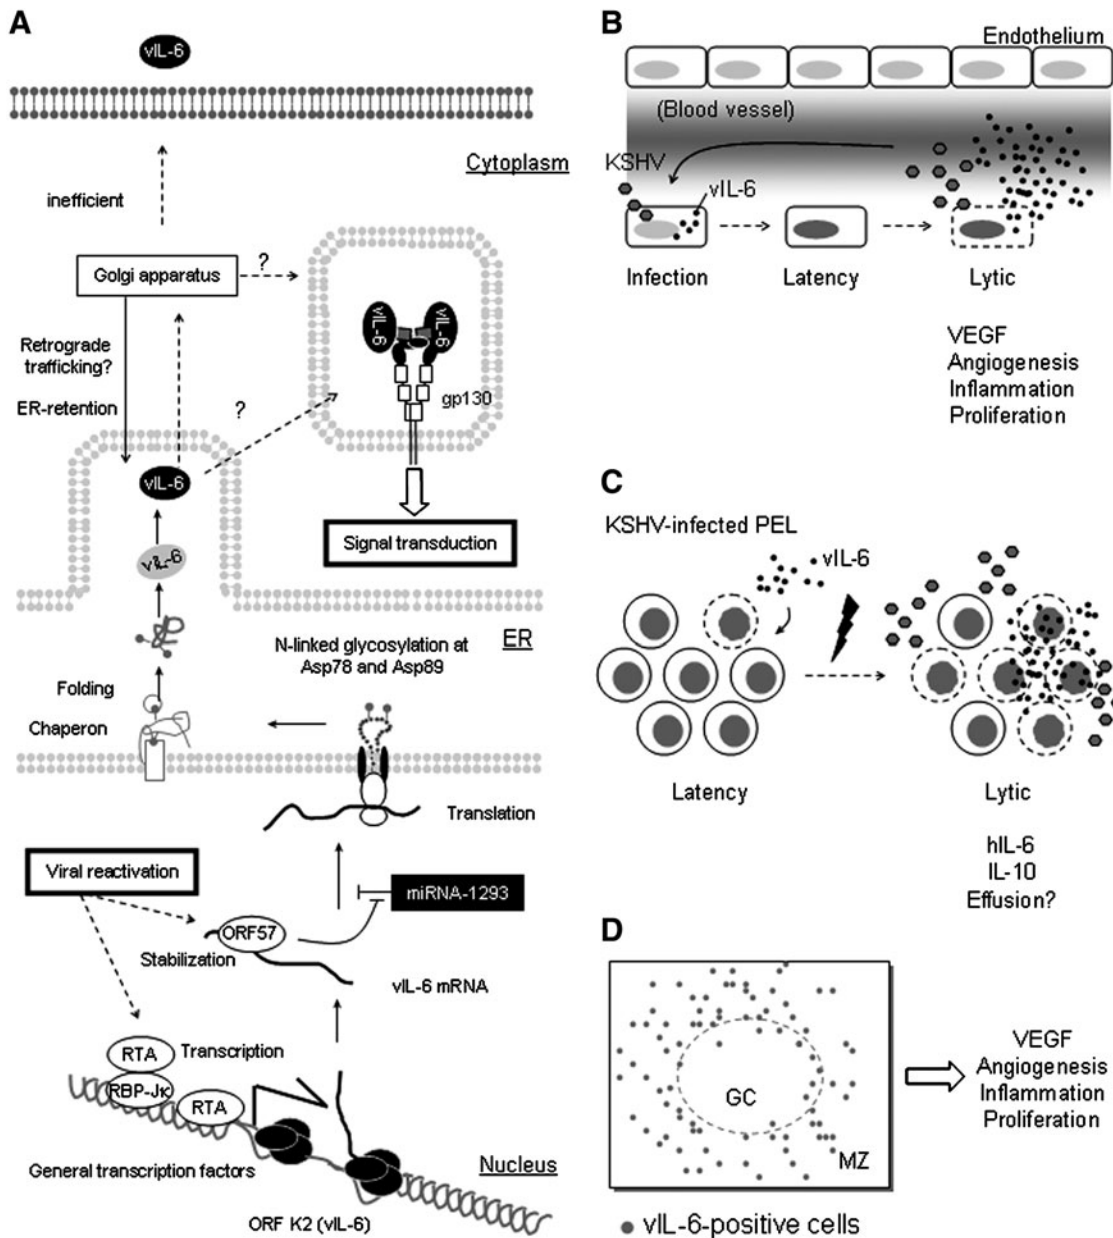 A
vIL-6
Cytoplasm
inefficient
Golgi apparatus
?
Retrograde
trafficking?
ER-retention
?
vIL-6
vIL-6
gp130
vIL-6
Signal transduction
vIL-6
ER
N-linked glycosylation at
Asp78 and Asp89
Folding
Chaperon
Translation
Viral reactivation
miRNA-1293
ORF57
Stabilization
vIL-6 mRNA
RTA
Transcription
RBP-Jκ
RTA
General transcription factors
Nucleus
ORF K2 (vIL-6)
B
Endothelium
(Blood vessel)
KSHV
vIL-6
Infection
Latency
Lytic
VEGF
Angiogenesis
Inflammation
Proliferation
C
KSHV-infected PEL
vIL-6
Latency
Lytic
hIL-6
IL-10
Effusion?
D
GC
MZ
VEGF
Angiogenesis
Inflammation
Proliferation
vIL-6-positive cells